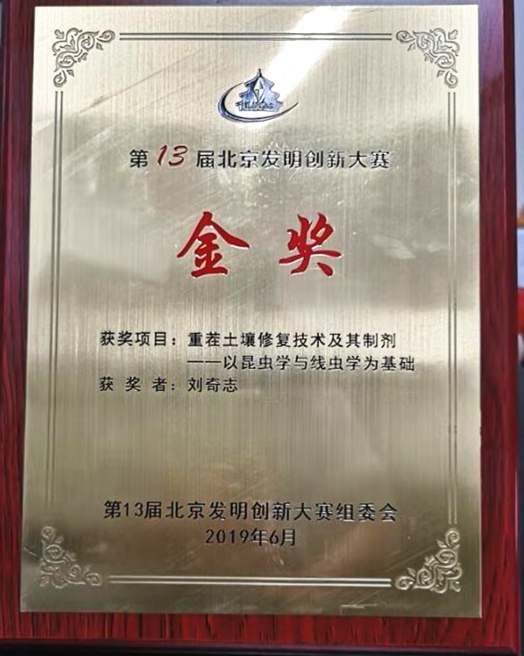 第13届北京发明创新大赛
金奖
获奖项目：重茬土壤修复技术及其制剂
——以昆虫学与线虫学为基础
获奖者：刘奇志
第13届北京发明创新大赛组委会
2019年6月